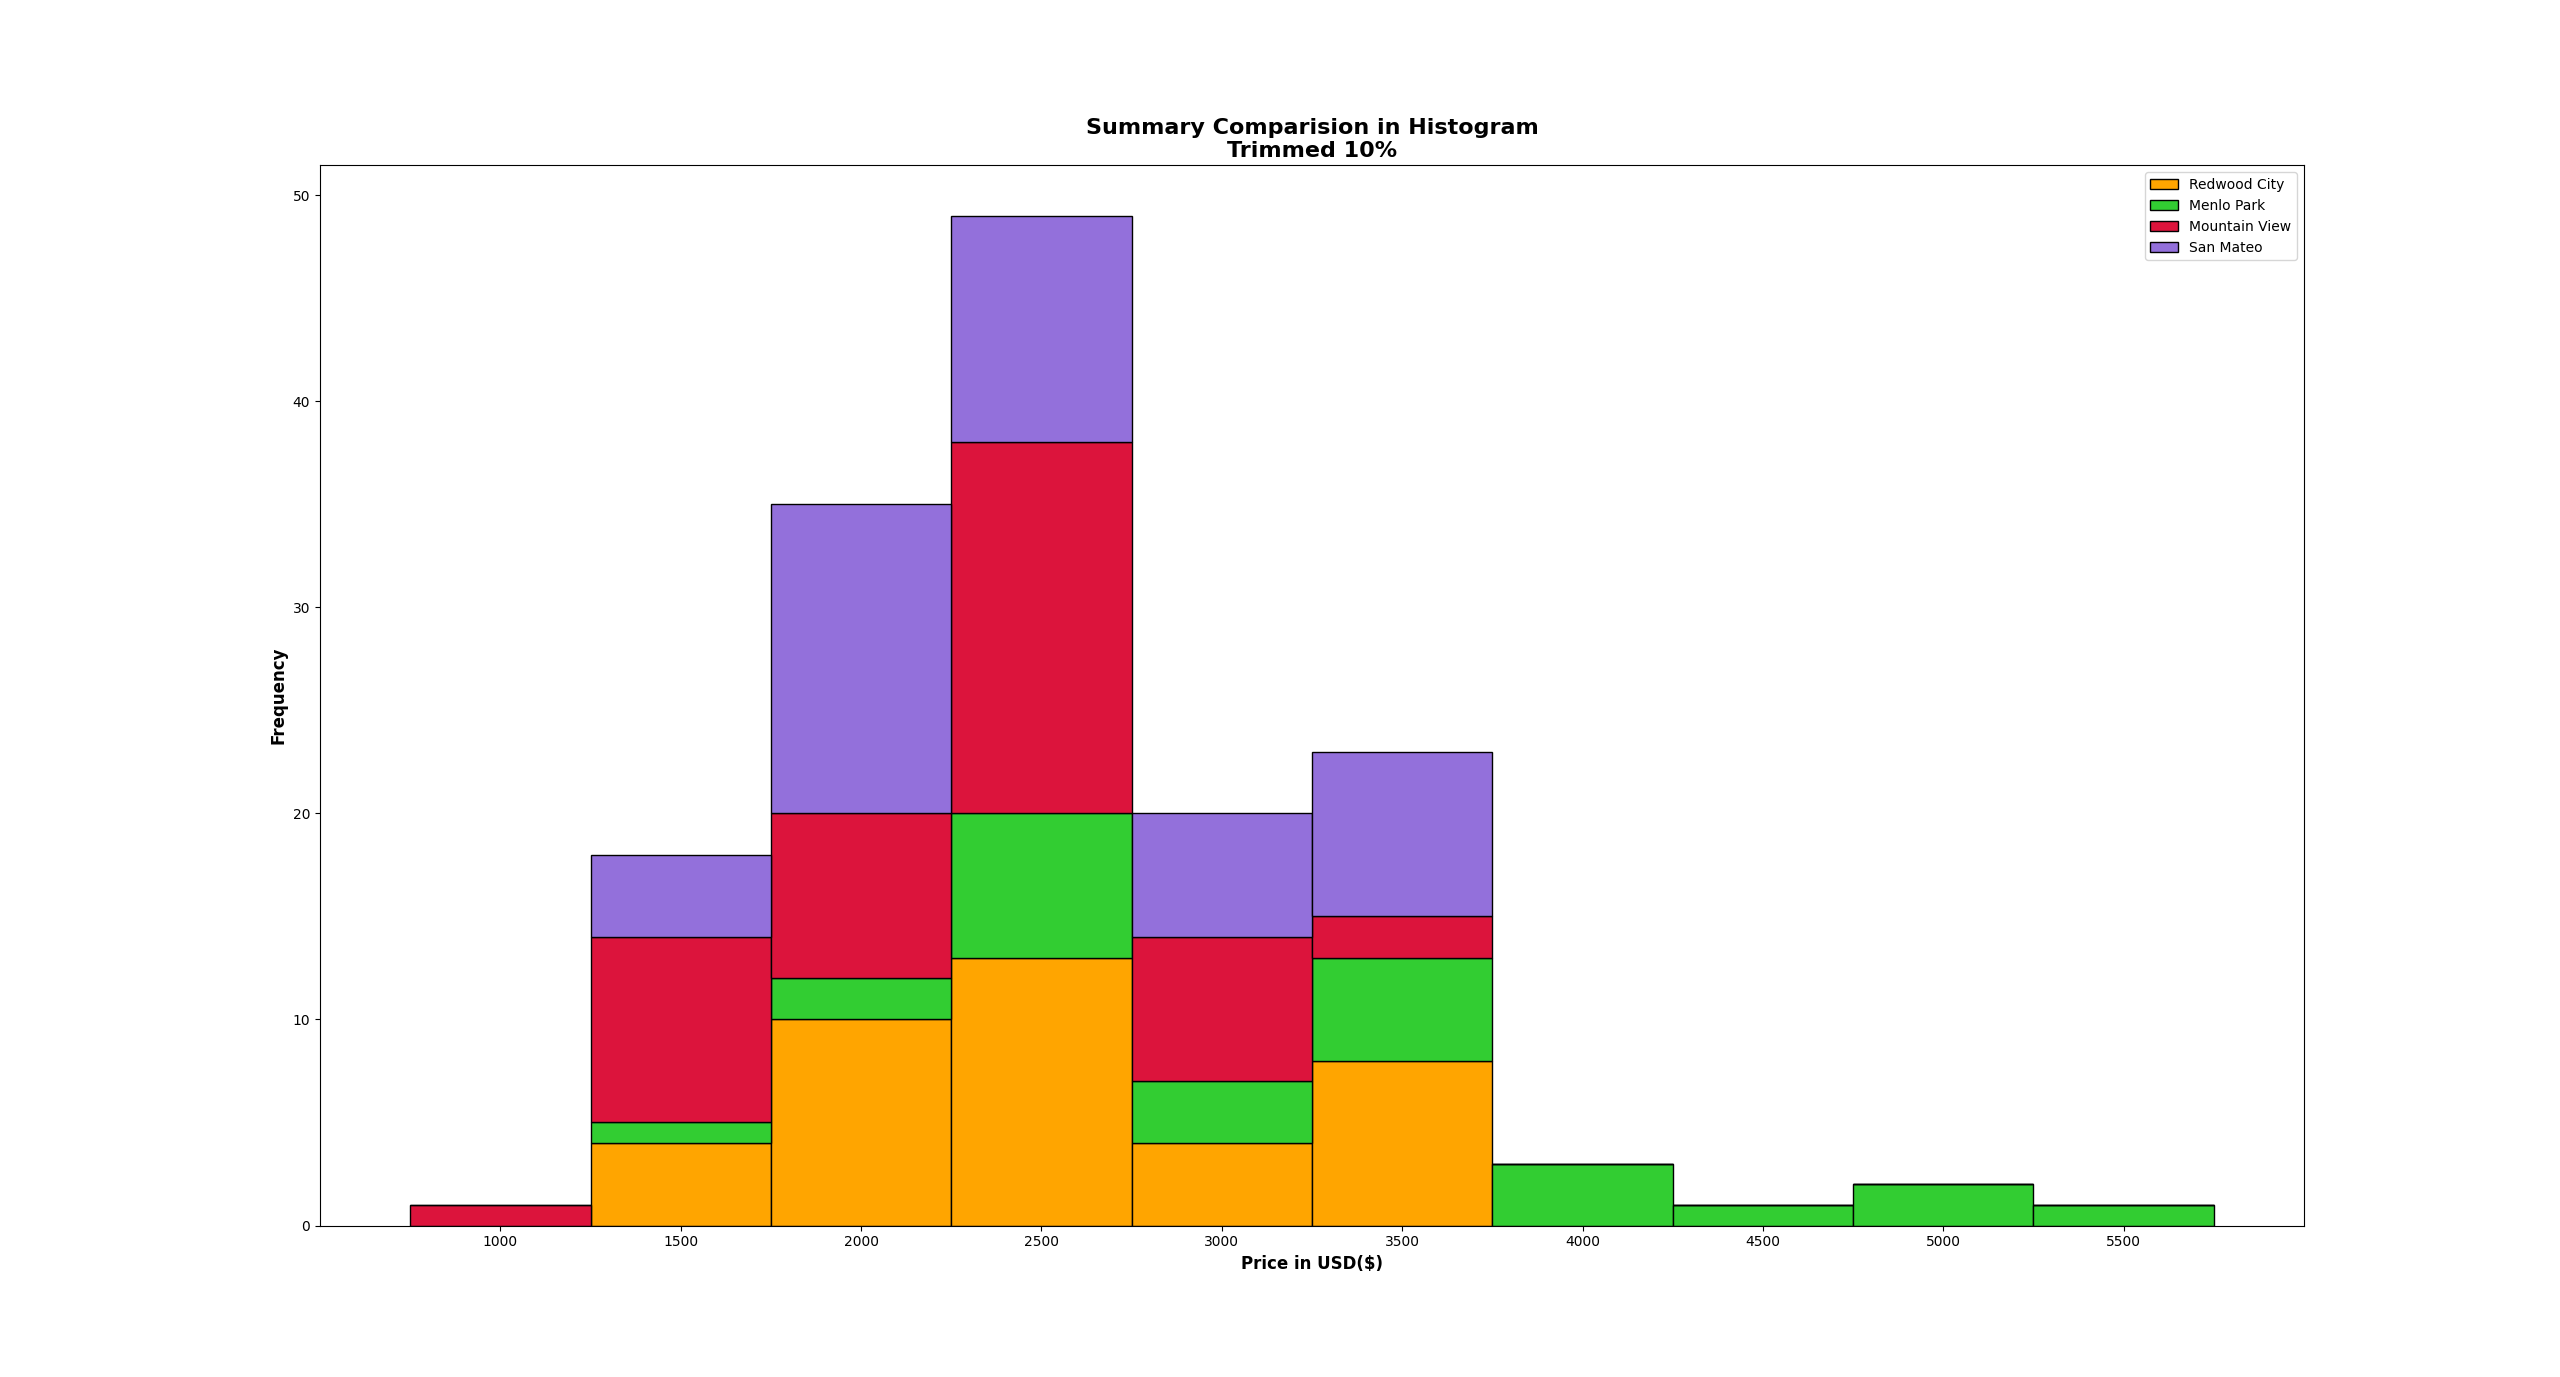 Summary Comparision in Histogram
Trimmed 10%
Redwood City
Menlo Park
Mountain View
San Mateo
50
40
30
20
10
0
Frequency
1000 1500 2000 2500 3000 3500 4000 4500 5000 5500
Price in USD($)